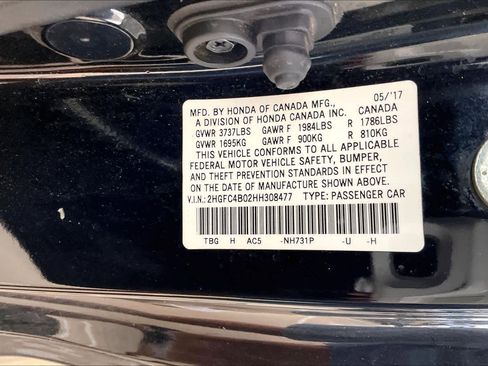 MFD. BY HONDA OF CANADA MFG., 05/'17
A DIVISION OF HONDA CANADA INC. CANADA
GVWR 3737LBS GAWR F 1984LBS R 1786LBS
GVWR 1695KG GAWR F 900KG R 810KG
THIS VEHICLE CONFORMS TO ALL APPLICABLE
FEDERAL MOTOR VEHICLE SAFETY, BUMPER,
AND THEFT PREVENTION STANDARDS IN EFFECT
ON THE DATE OF MANUFACTURE SHOWN ABOVE.
V.I.N.: 2HGFC4B02HH308477 TYPE: PASSENGER CAR
TBG H AC5 -NH731P -U -H